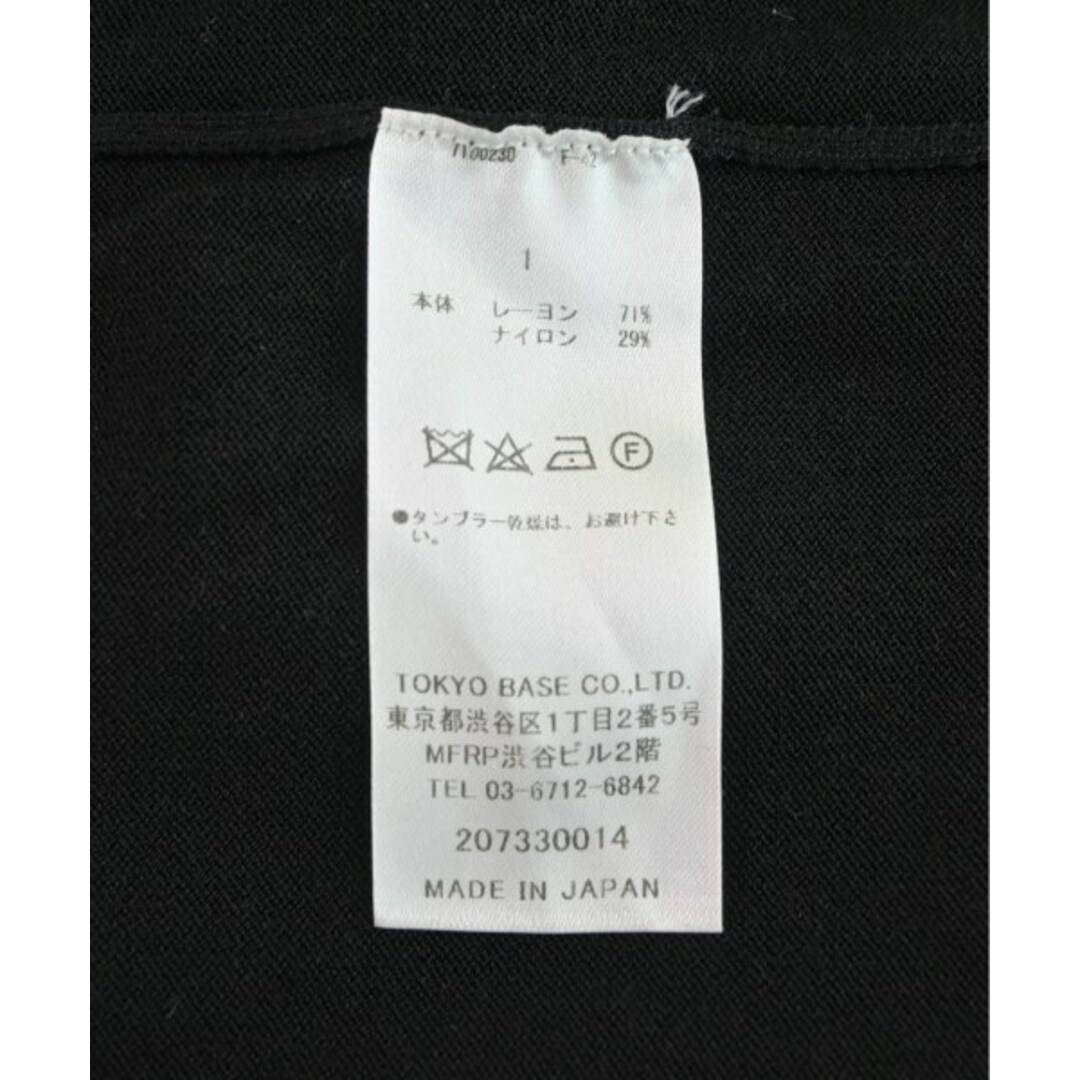 1
本体 レーヨン 71%
ナイロン 29%
F
●タンブラー乾燥は、お避け下さ
い。
TOKYO BASE CO.,LTD.
東京都渋谷区1丁目2番5号
MFRP渋谷ビル2階
TEL 03-6712-6842
207330014
MADE IN JAPAN